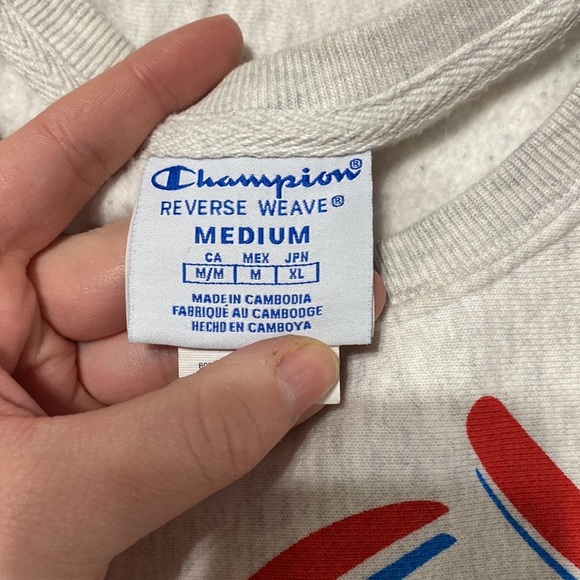 Champion®
REVERSE WEAVE®
MEDIUM
CA MEX JPN
M/M M XL
MADE IN CAMBODIA
FABRIQUÉ AU CAMBODGE
HECHO EN CAMBOYA